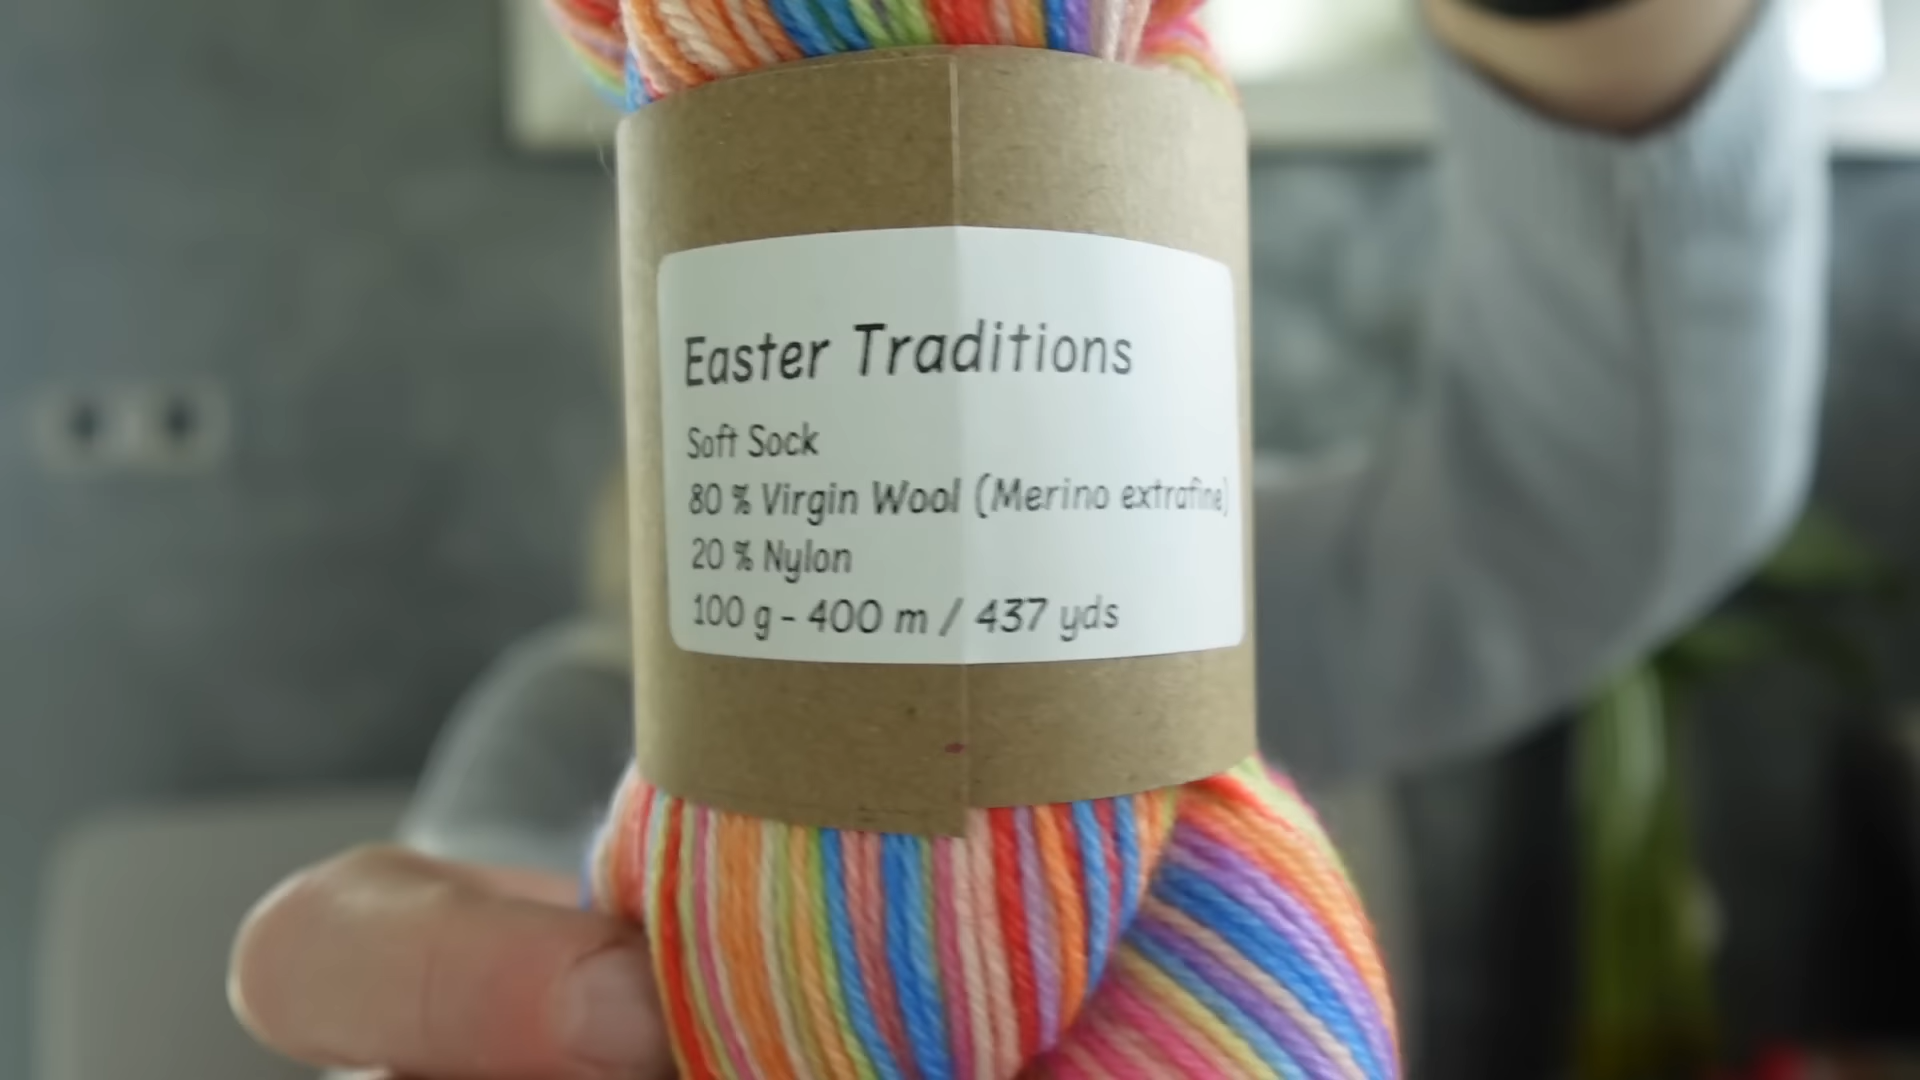 Easter Traditions
Soft Sock
80 % Virgin Wool (Merino extrafine)
20 % Nylon
100 g - 400 m / 437 yds